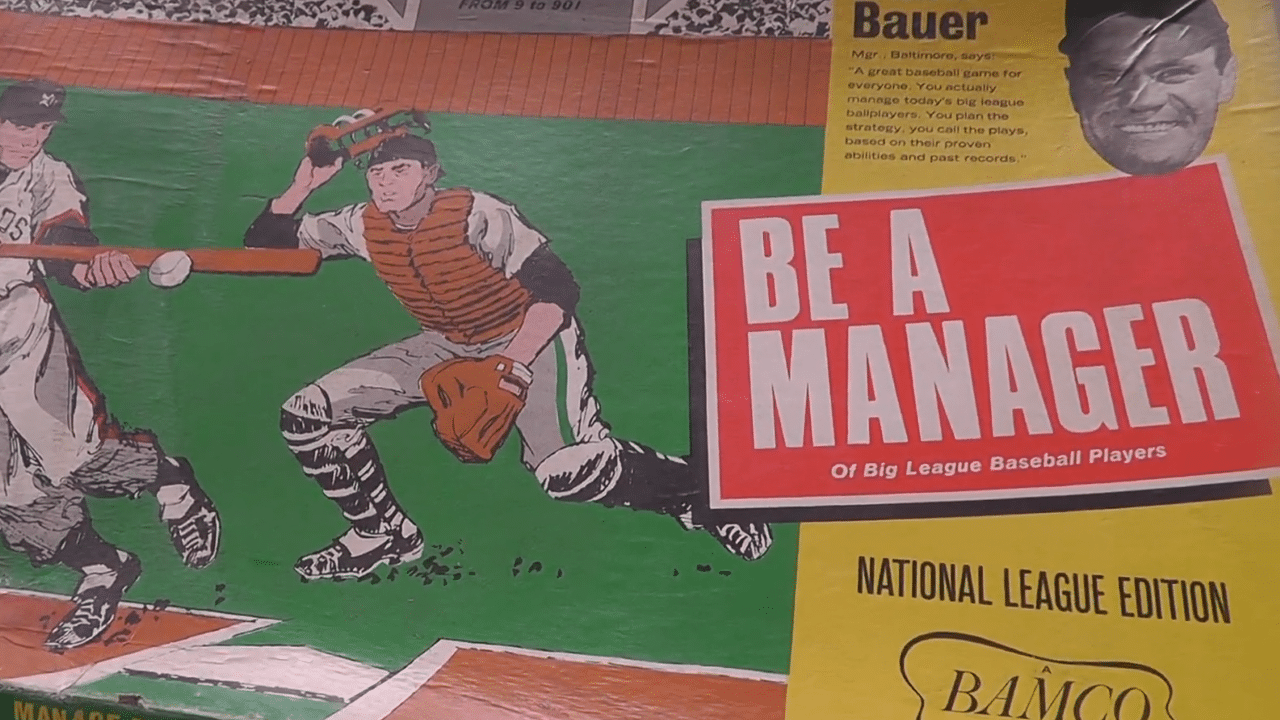 FROM 9 to 90!
Bauer
Mgr., Baltimore, says:
"A great baseball game for
everyone. You actually
manage today's big league
ballplayers. You plan the
strategy, you call the plays,
based on their proven
abilities and past records."
BE A
MANAGER
Of Big League Baseball Players
NATIONAL LEAGUE EDITION
A
BAMCO